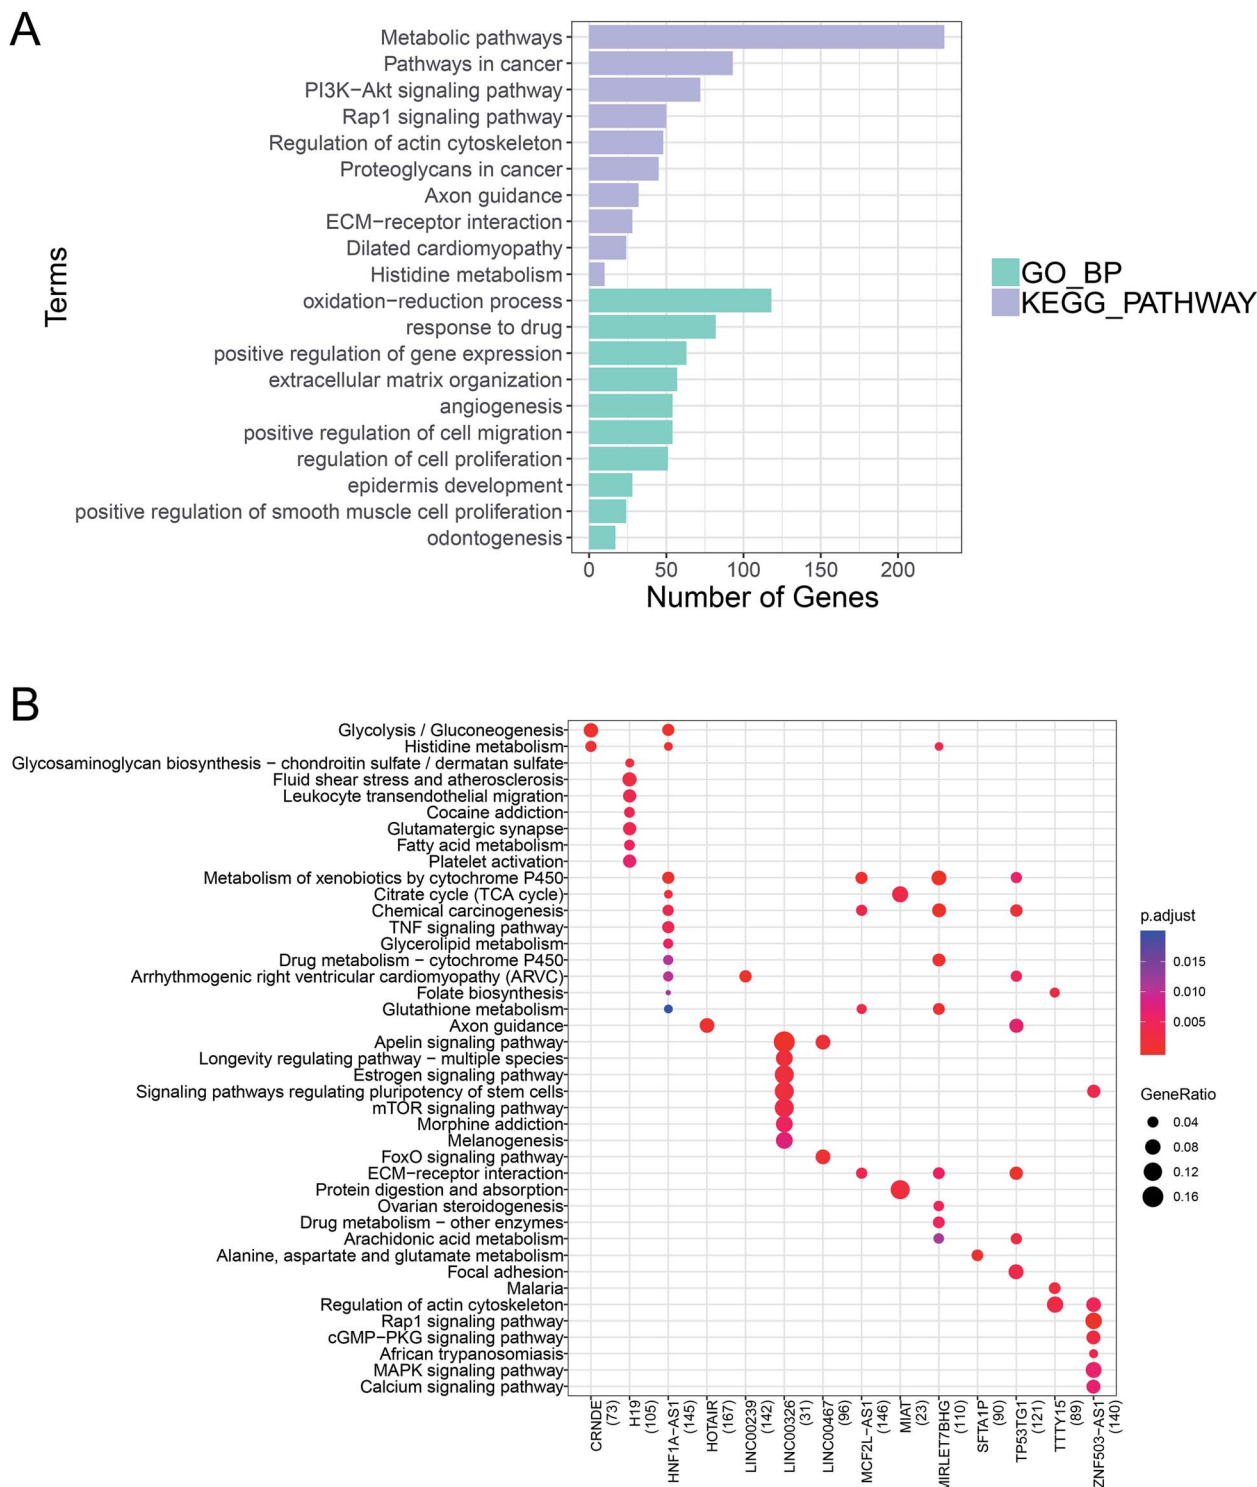 A
Metabolic pathways
Pathways in cancer
PI3K−Akt signaling pathway
Rap1 signaling pathway
Regulation of actin cytoskeleton
Proteoglycans in cancer
Axon guidance
ECM−receptor interaction
Dilated cardiomyopathy
Histidine metabolism
oxidation−reduction process
response to drug
positive regulation of gene expression
extracellular matrix organization
angiogenesis
positive regulation of cell migration
regulation of cell proliferation
epidermis development
positive regulation of smooth muscle cell proliferation
odontogenesis
Terms
0 50 100 150 200
Number of Genes
GO_BP
KEGG_PATHWAY
B
Glycolysis / Gluconeogenesis
Histidine metabolism
Glycosaminoglycan biosynthesis − chondroitin sulfate / dermatan sulfate
Fluid shear stress and atherosclerosis
Leukocyte transendothelial migration
Cocaine addiction
Glutamatergic synapse
Fatty acid metabolism
Platelet activation
Metabolism of xenobiotics by cytochrome P450
Citrate cycle (TCA cycle)
Chemical carcinogenesis
TNF signaling pathway
Glycerolipid metabolism
Drug metabolism − cytochrome P450
Arrhythmogenic right ventricular cardiomyopathy (ARVC)
Folate biosynthesis
Glutathione metabolism
Axon guidance
Apelin signaling pathway
Longevity regulating pathway − multiple species
Estrogen signaling pathway
Signaling pathways regulating pluripotency of stem cells
mTOR signaling pathway
Morphine addiction
Melanogenesis
FoxO signaling pathway
ECM−receptor interaction
Protein digestion and absorption
Ovarian steroidogenesis
Drug metabolism − other enzymes
Arachidonic acid metabolism
Alanine, aspartate and glutamate metabolism
Focal adhesion
Malaria
Regulation of actin cytoskeleton
Rap1 signaling pathway
cGMP−PKG signaling pathway
African trypanosomiasis
MAPK signaling pathway
Calcium signaling pathway
CRNDE
(73)
H19
(105)
HNF1A−AS1
(145)
HOTAIR
(167)
LINC00239
(142)
LINC00326
(31)
LINC00467
(96)
MCF2L−AS1
(146)
MIAT
(23)
MIRLET7BHG
(110)
SFTA1P
(90)
TP53TG1
(121)
TTTY15
(89)
ZNF503−AS1
(140)
p.adjust
0.015
0.010
0.005
GeneRatio
0.04
0.08
0.12
0.16